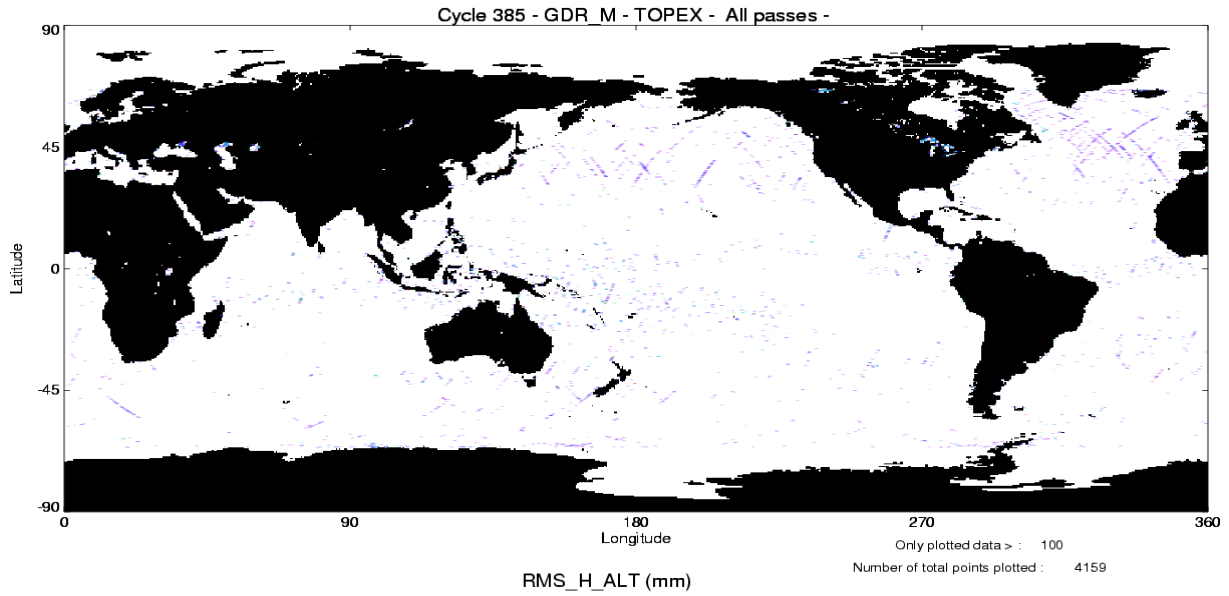 Cycle 385 - GDR_M - TOPEX - All passes -
90
45
0
-45
-90
Latitude
0 90 180 270 360
Longitude
Only plotted data > : 100
Number of total points plotted : 4159
RMS_H_ALT (mm)